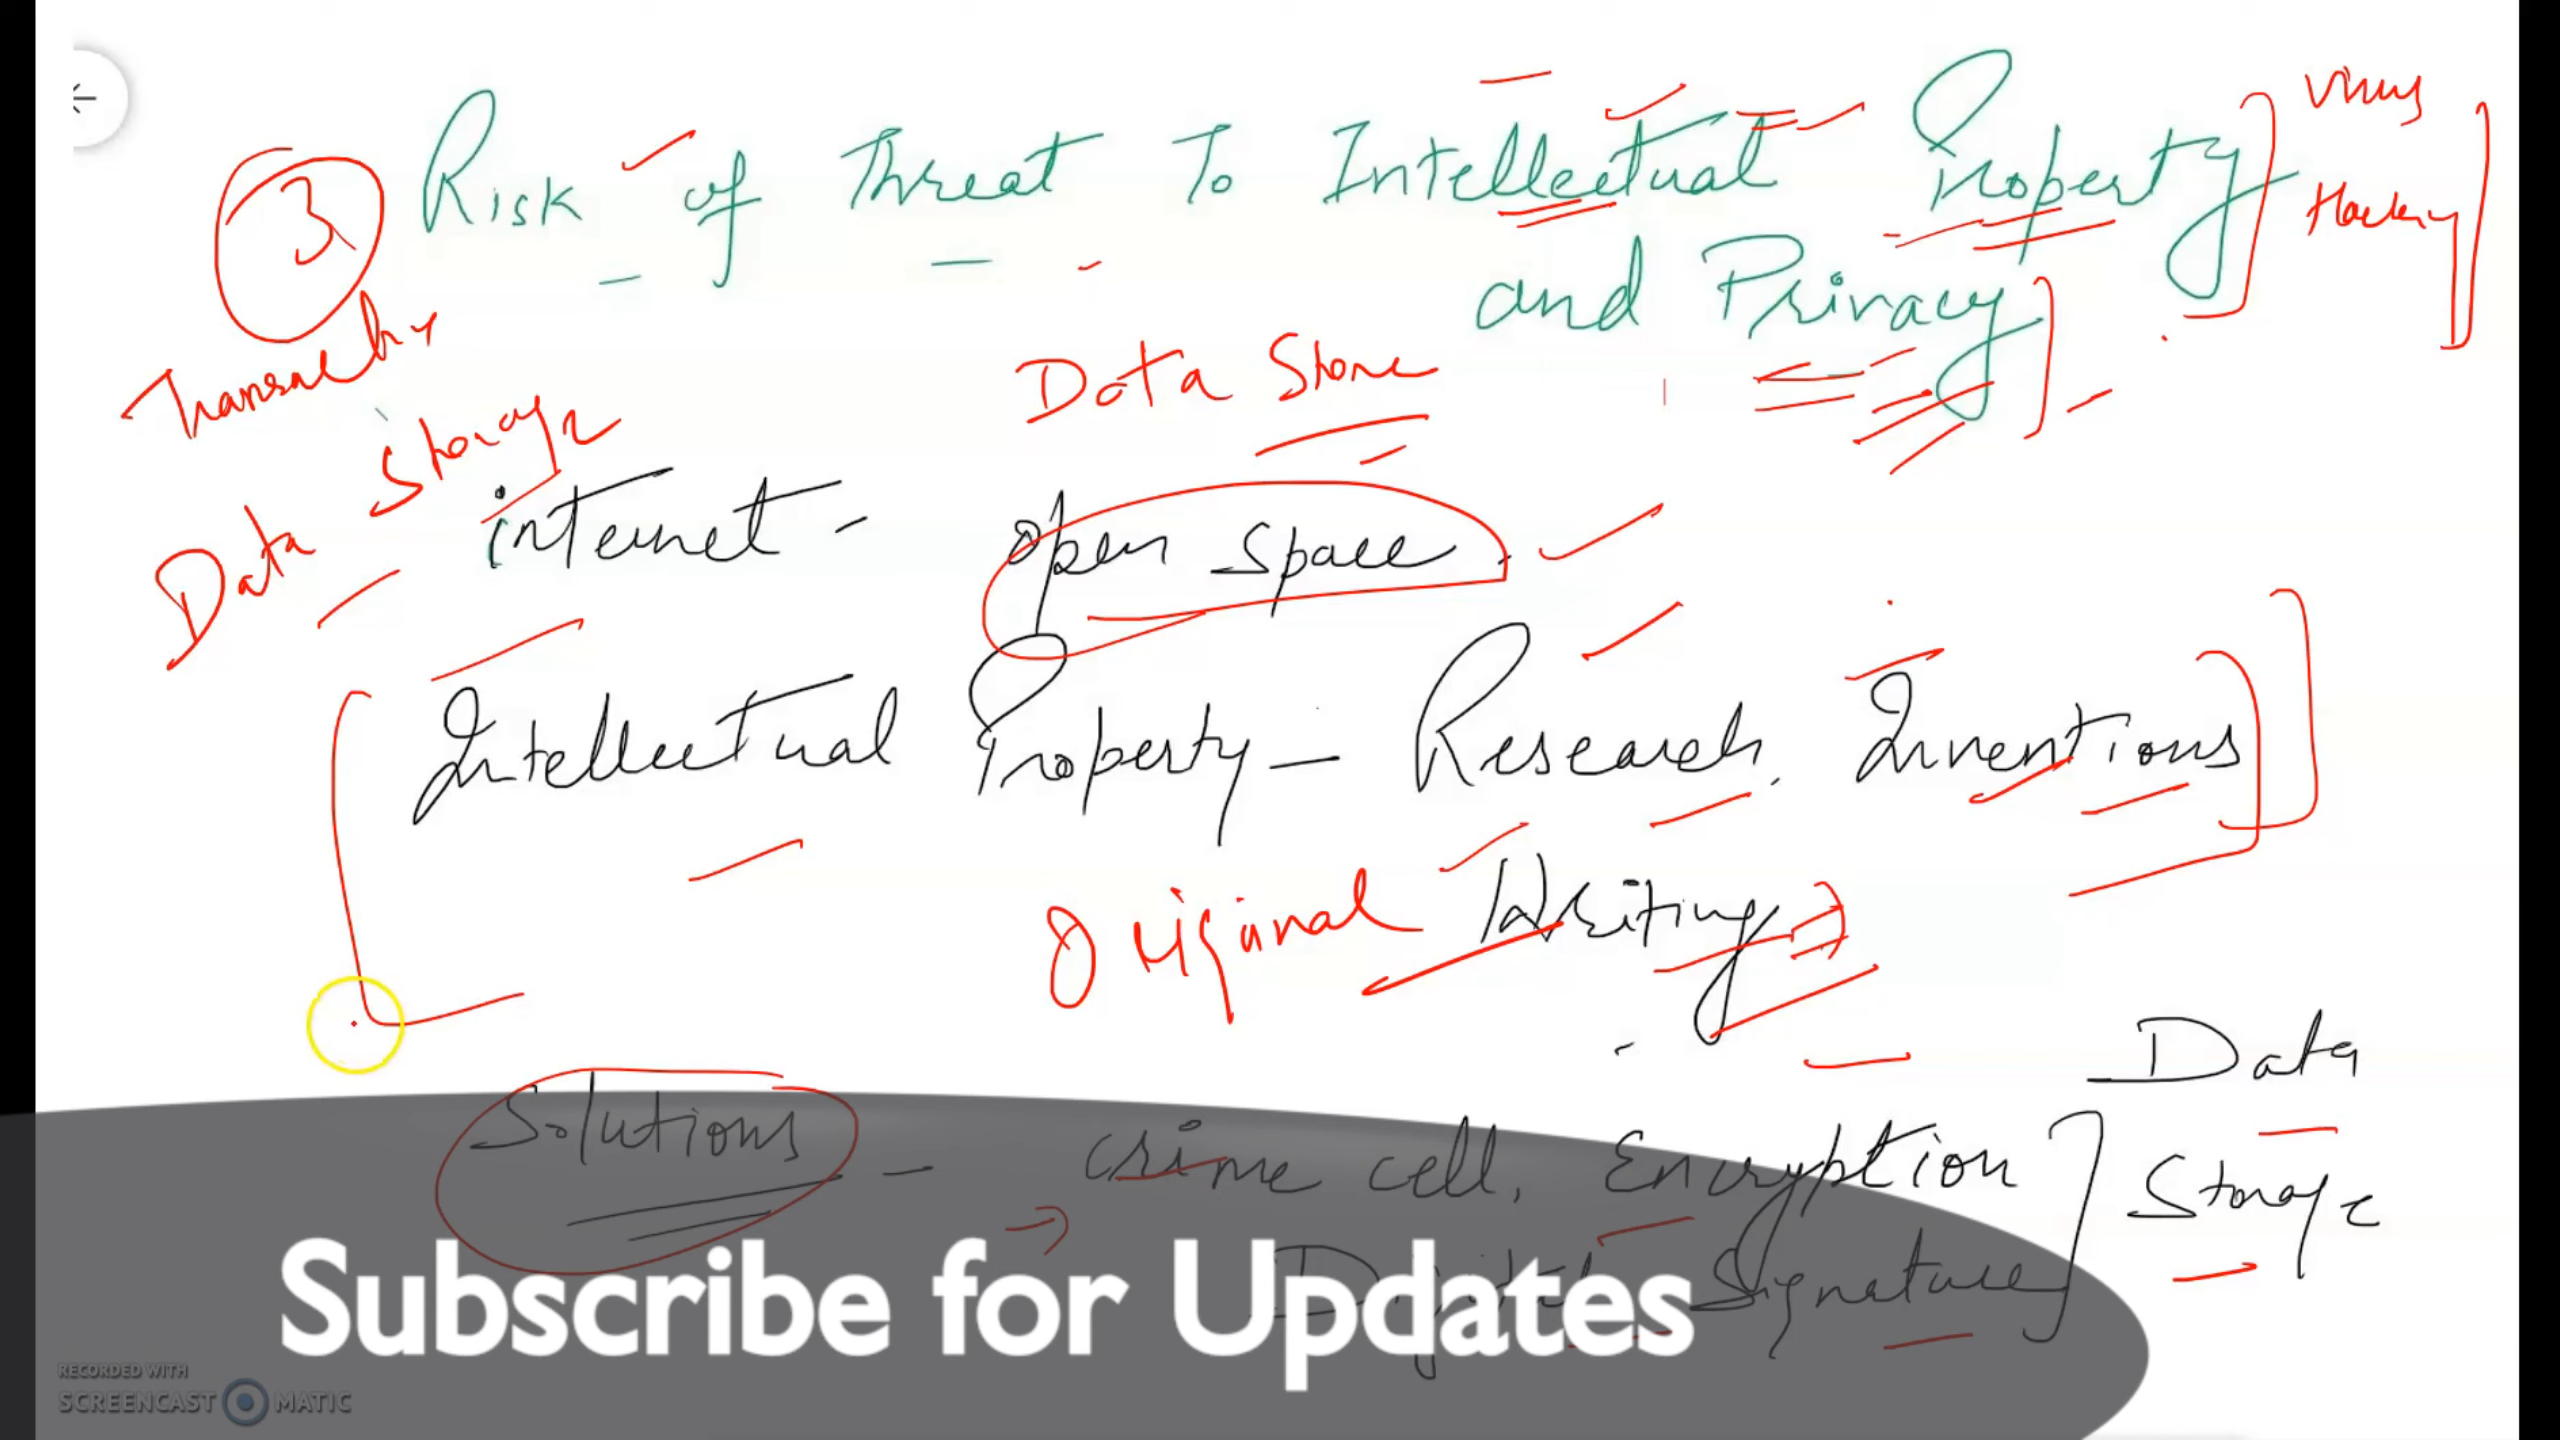 3 Risk of Threat To Intellectual Property
and Privacy
Virus
Hacking
Data Store
Data Storage
internet - open space.
Intellectual Property - Research, Inventions
Original Writing
Solutions - crime cell, Encryption
Digital Signature
Data
Storage
Subscribe for Updates
RECORDED WITH
SCREENCAST MATIC